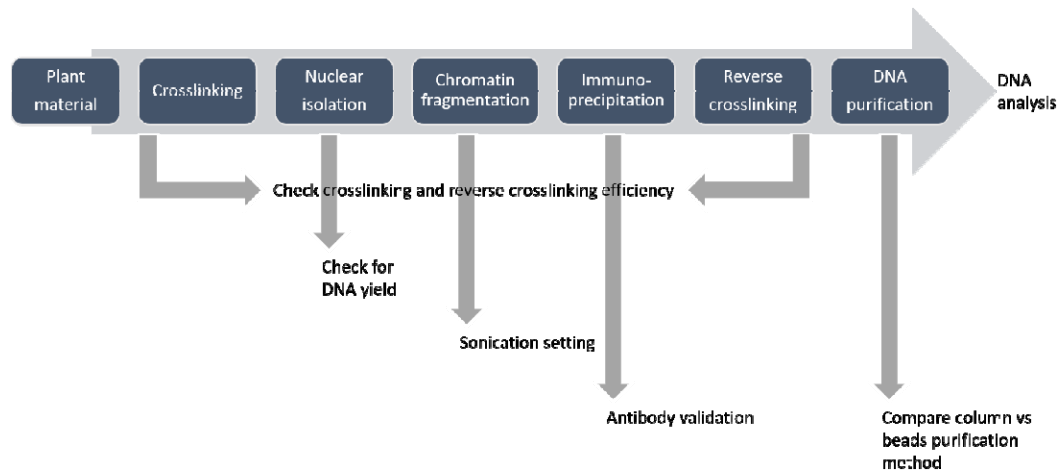 Plant
material
Crosslinking
Nuclear
isolation
Chromatin
fragmentation
Immuno-
precipitation
Reverse
crosslinking
DNA
purification
DNA
analysis
Check crosslinking and reverse crosslinking efficiency
Check for
DNA yield
Sonication setting
Antibody validation
Compare column vs
beads purification
method